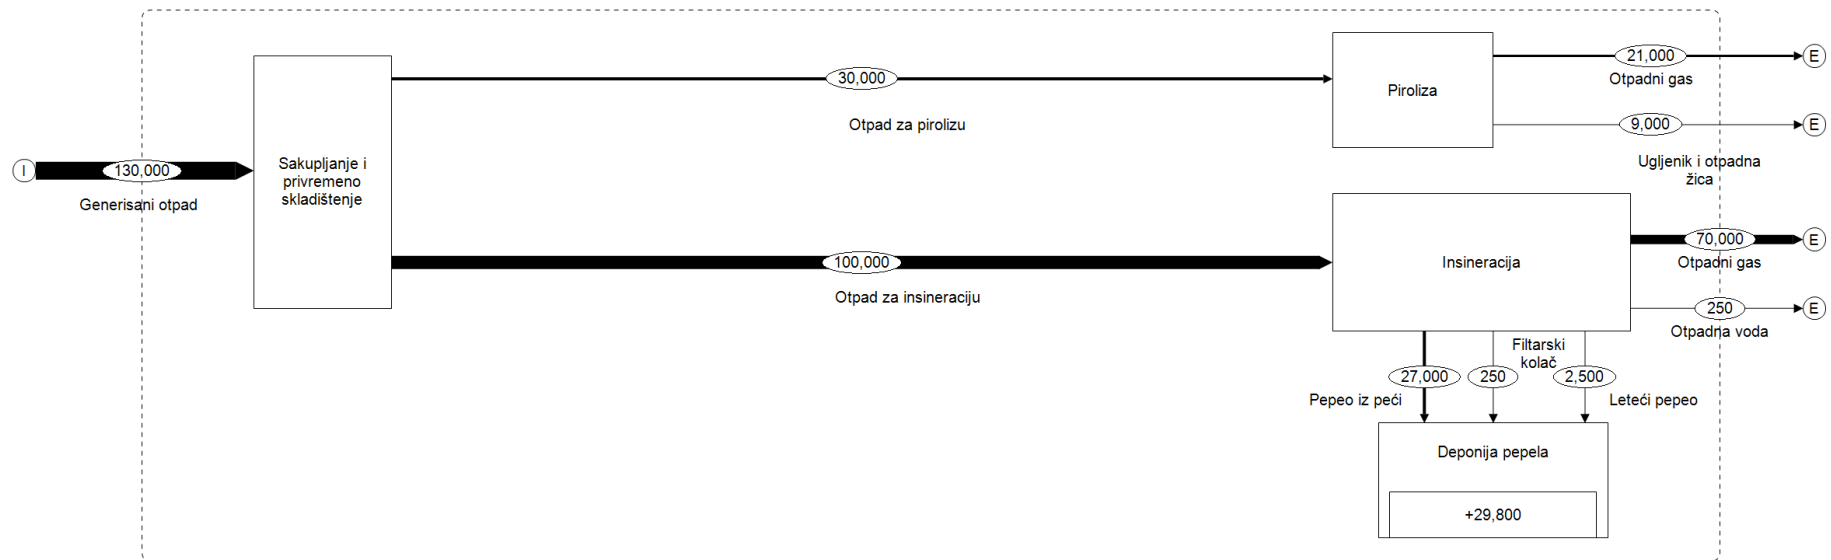 21,000
E
30,000
Otpadni gas
Piroliza
Otpad za pirolizu
9,000
E
Ugljenik i otpadna
žica
I
130,000
Generisani otpad
Sakupljanje i
privremeno
skladištenje
100,000
Otpad za insineraciju
Insineracija
70,000
E
Otpadni gas
250
E
Otpadna voda
Filtarski
kolač
27,000
250
2,500
Pepeo iz peći
Leteći pepeo
Deponija pepela
+29,800